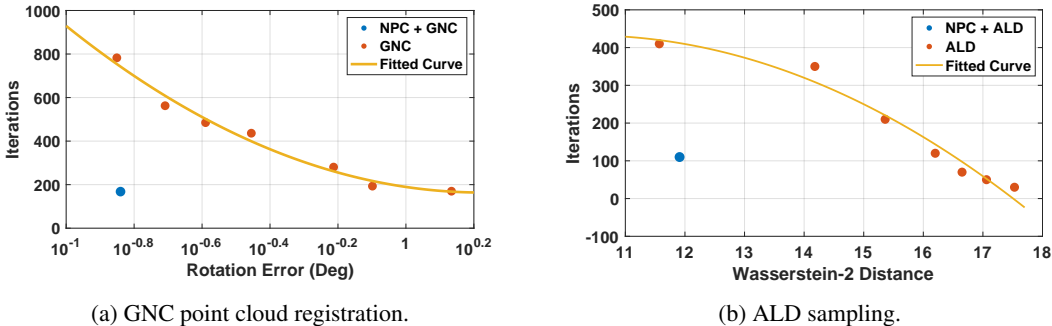 1000
800
600
400
200
0
Iterations
10^-1
10^-0.8
10^-0.6
10^-0.4
10^-0.2
1
10^0.2
Rotation Error (Deg)
NPC + GNC
GNC
Fitted Curve
(a) GNC point cloud registration.
500
400
300
200
100
0
-100
Iterations
11
12
13
14
15
16
17
18
Wasserstein-2 Distance
NPC + ALD
ALD
Fitted Curve
(b) ALD sampling.